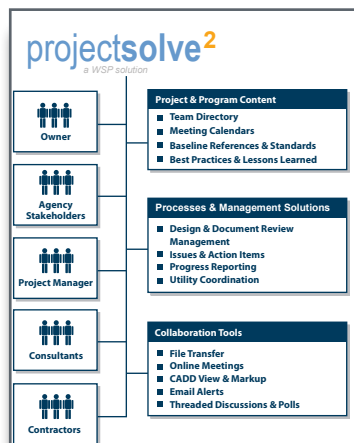 projectsolve2
a WSP solution
Owner
Agency
Stakeholders
Project Manager
Consultants
Contractors
Project & Program Content
Team Directory
Meeting Calendars
Baseline References & Standards
Best Practices & Lessons Learned
Processes & Management Solutions
Design & Document Review
Management
Issues & Action Items
Progress Reporting
Utility Coordination
Collaboration Tools
File Transfer
Online Meetings
CADD View & Markup
Email Alerts
Threaded Discussions & Polls